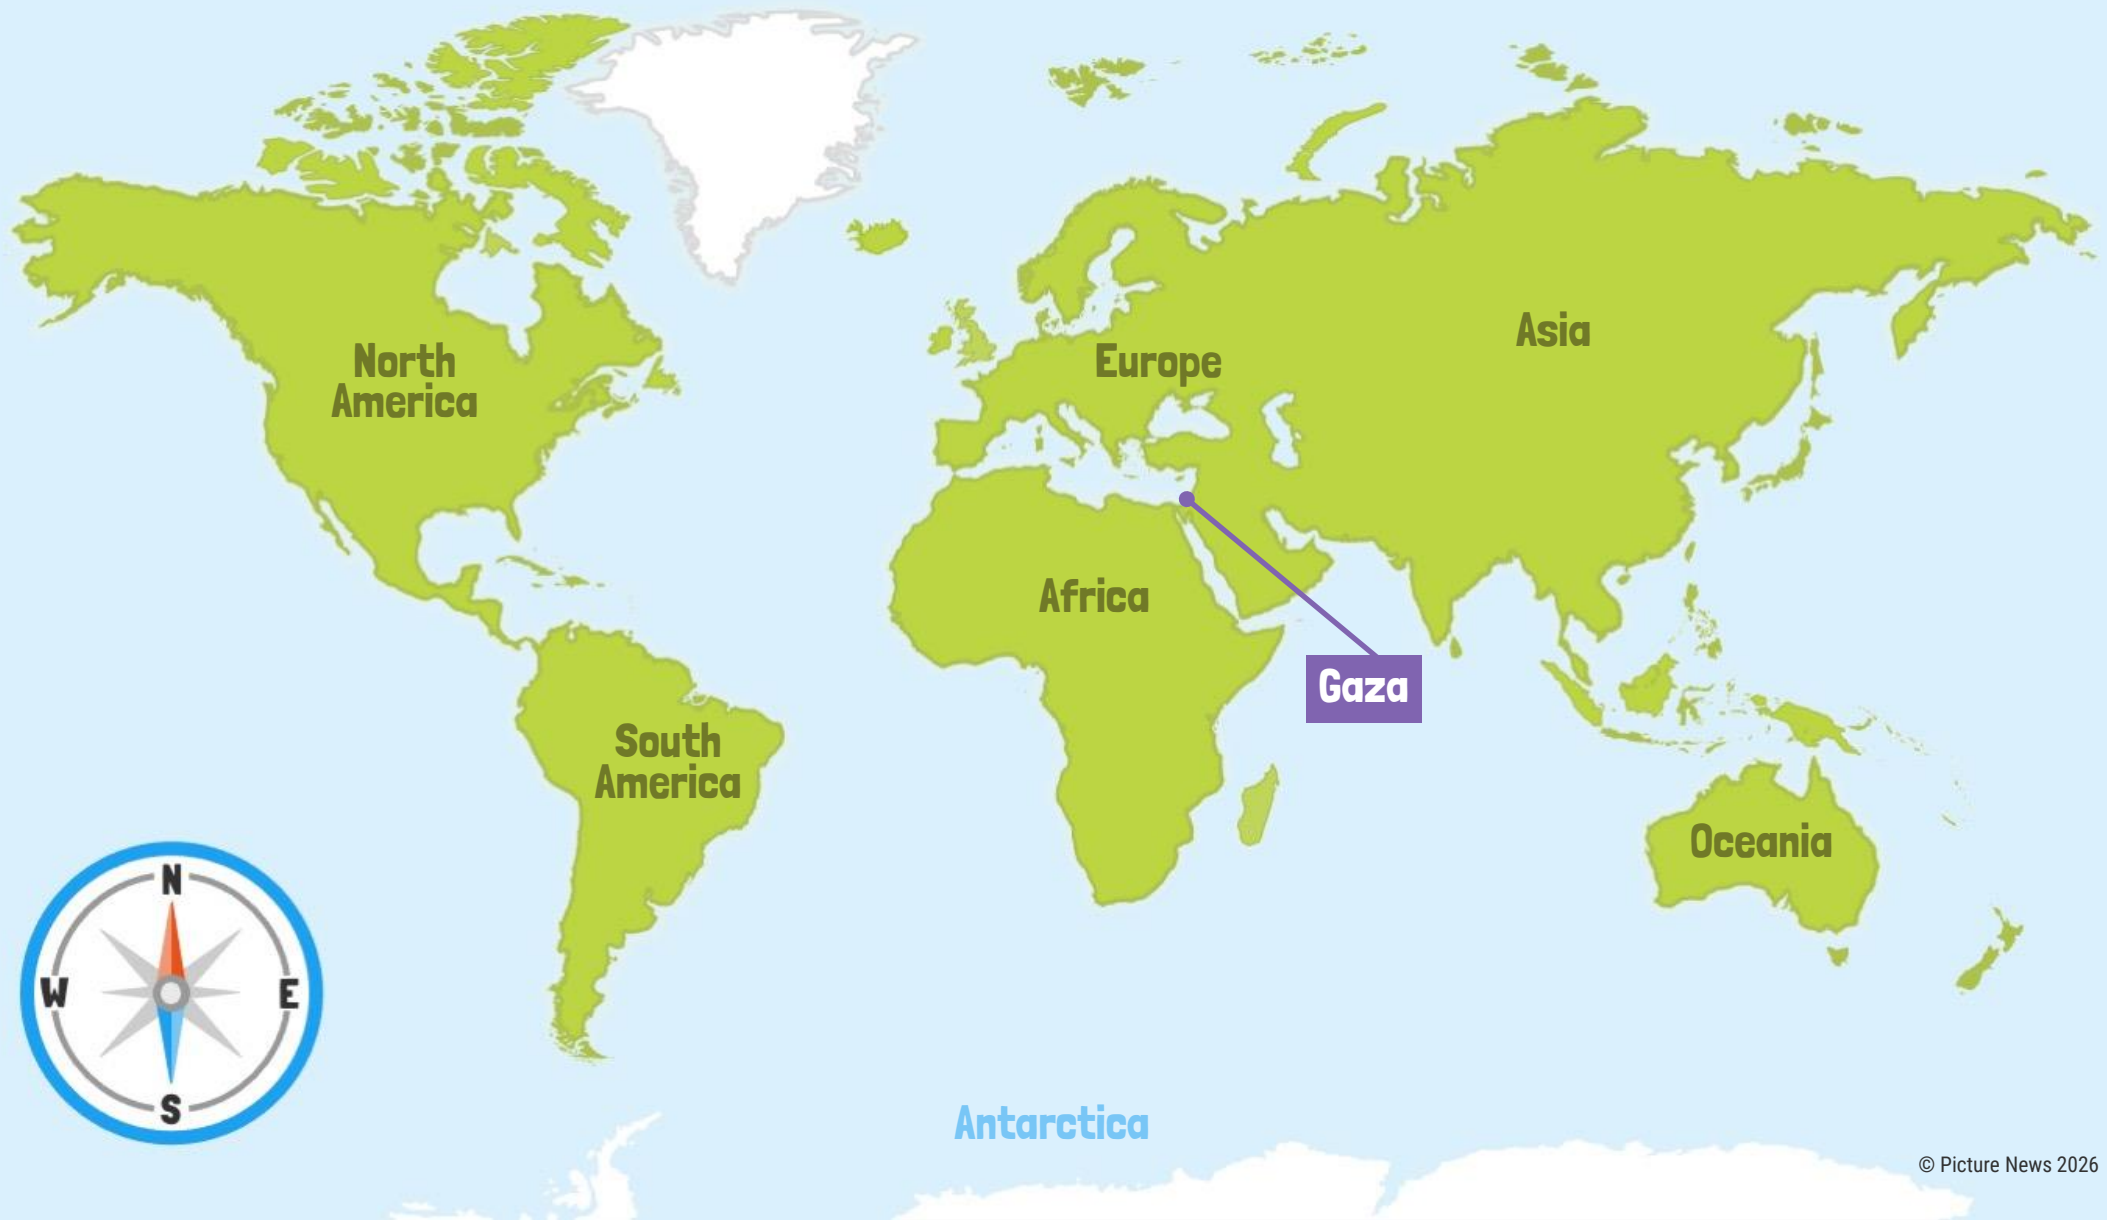 North
America
Europe
Asia
Africa
Gaza
South
America
Oceania
N
W
E
S
Antarctica
© Picture News 2026